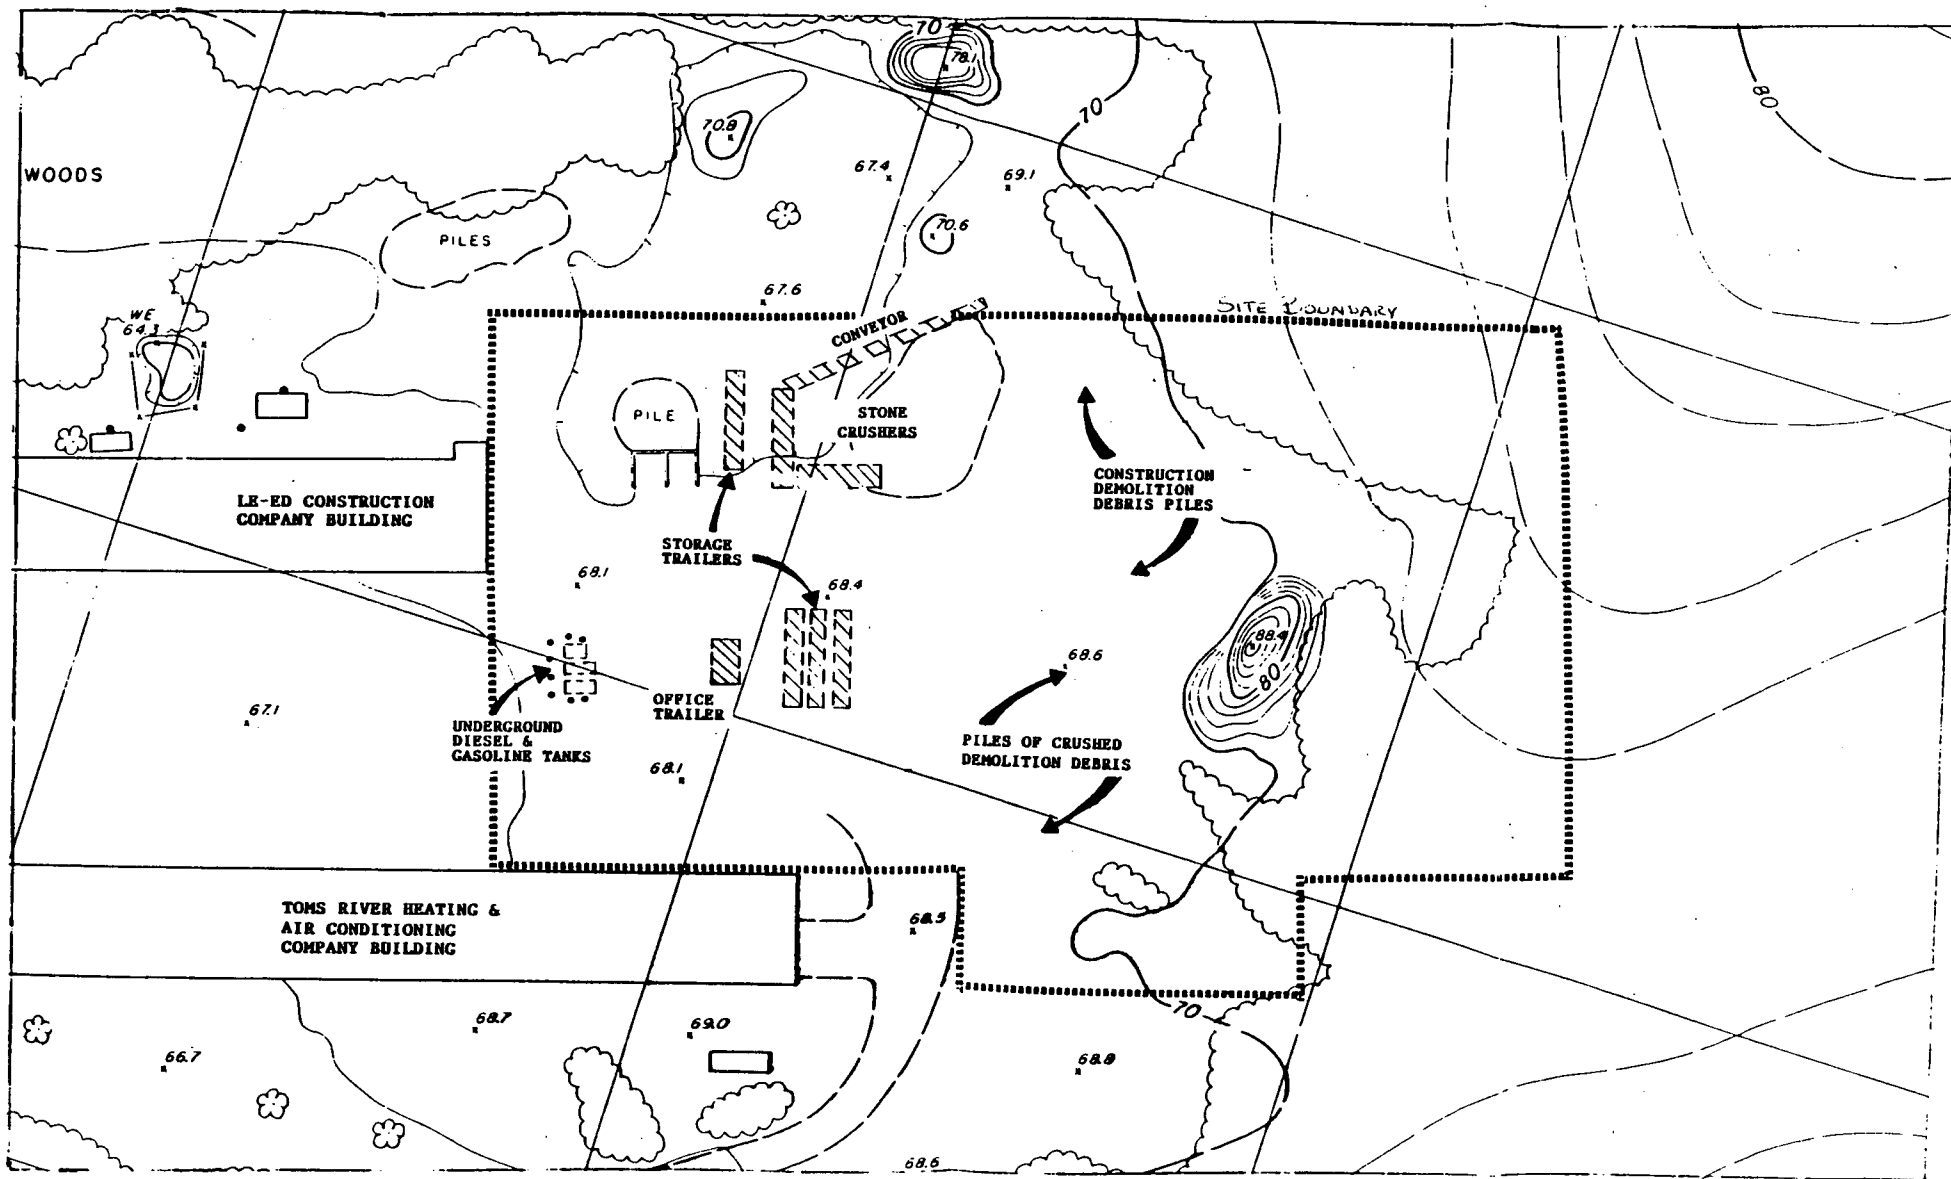 70
78.1
80
70
70.8
WOODS
67.4
69.1
PILES
70.6
67.6
SITE BOUNDARY
WE
64.3
CONVEYOR
PILE
STONE
CRUSHERS
CONSTRUCTION
DEMOLITION
DEBRIS PILES
LE-ED CONSTRUCTION
COMPANY BUILDING
STORAGE
TRAILERS
68.1
68.4
88.4
68.6
80
OFFICE
TRAILER
67.1
UNDERGROUND
DIESEL &
GASOLINE TANKS
PILES OF CRUSHED
DEMOLITION DEBRIS
68.1
TOMS RIVER HEATING &
AIR CONDITIONING
COMPANY BUILDING
68.5
70
68.7
69.0
66.7
68.8
68.6